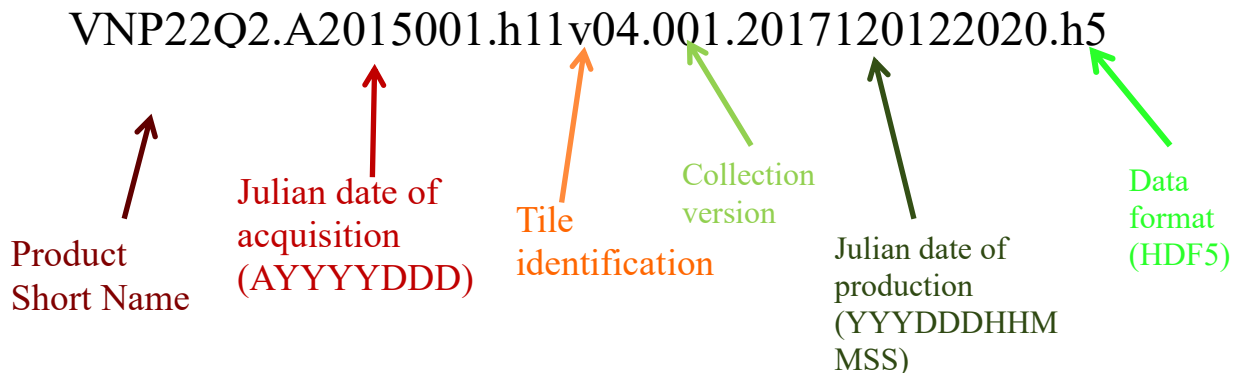 VNP22Q2.A2015001.h11v04.001.2017120122020.h5
Product
Short Name
Julian date of
acquisition
(AYYYYDDD)
Tile
identification
Collection
version
Julian date of
production
(YYYDDDHHM
MSS)
Data
format
(HDF5)